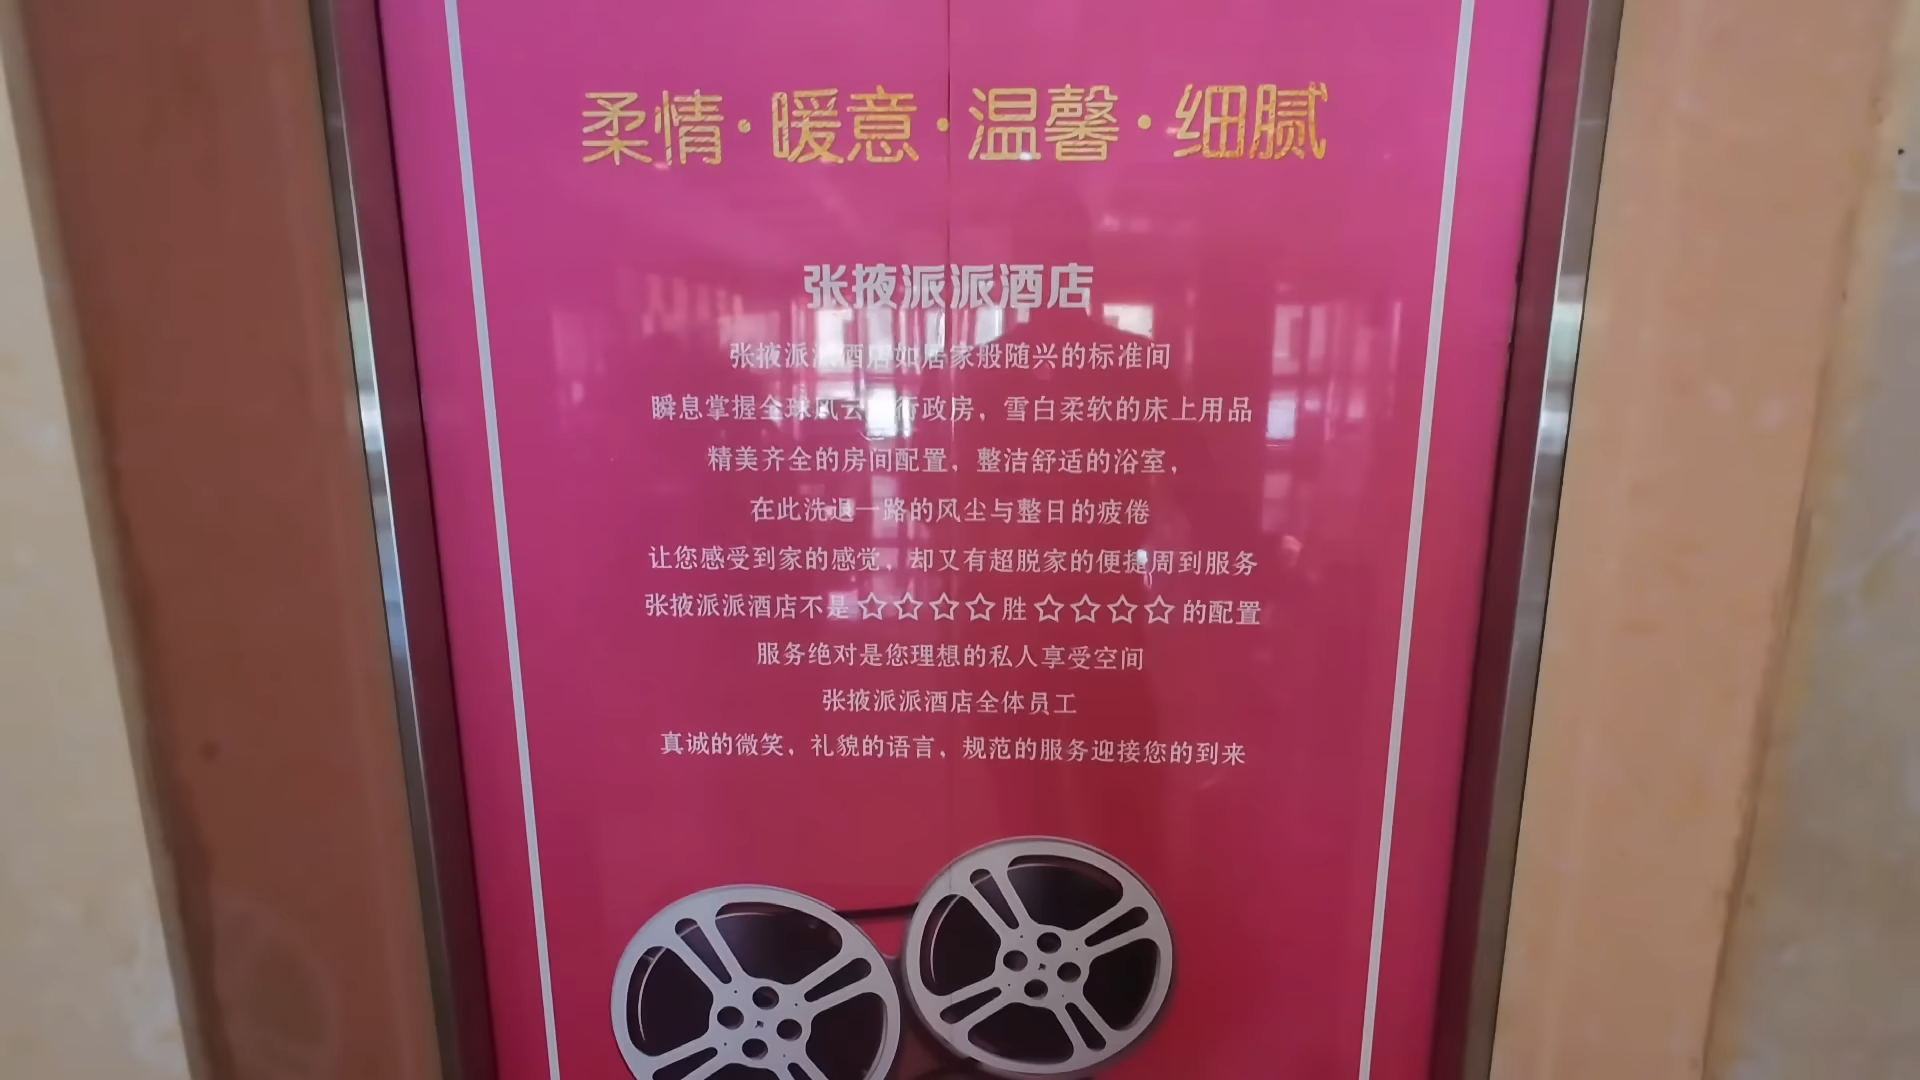 柔情·暖意·温馨·细腻
张掖派派酒店
张掖派派酒店如居家般随兴的标准间
瞬息掌握全球风云 行政房，雪白柔软的床上用品
精美齐全的房间配置，整洁舒适的浴室，
在此洗退一路的风尘与整日的疲倦
让您感受到家的感觉，却又有超脱家的便捷周到服务
张掖派派酒店不是☆☆☆☆胜☆☆☆☆的配置
服务绝对是您理想的私人享受空间
张掖派派酒店全体员工
真诚的微笑，礼貌的语言，规范的服务迎接您的到来